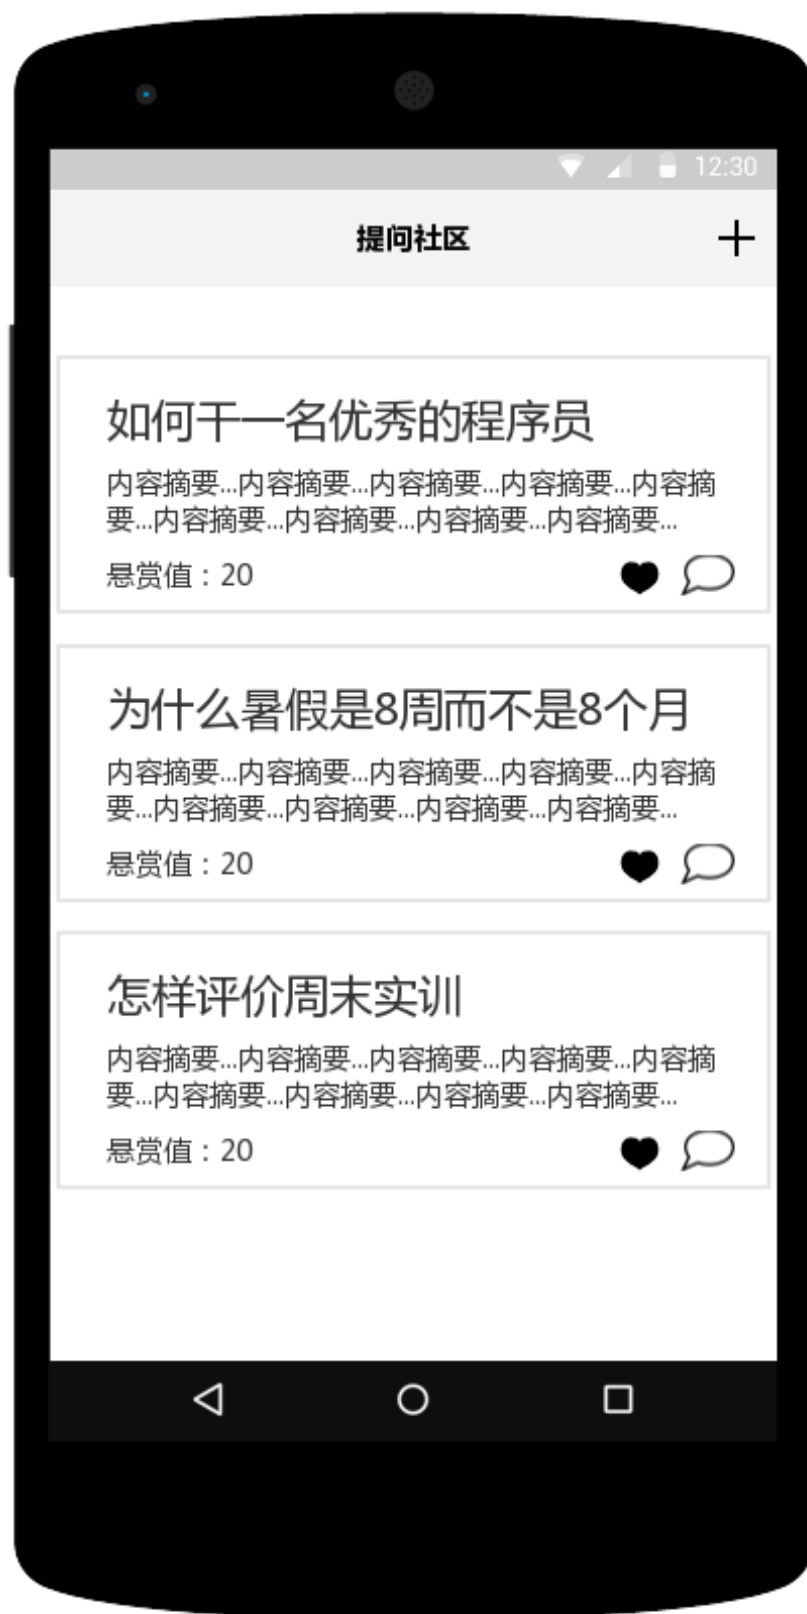 12:30
提问社区
如何干一名优秀的程序员
内容摘要...内容摘要...内容摘要...内容摘要...内容摘
要...内容摘要...内容摘要...内容摘要...内容摘要...
悬赏值：20
为什么暑假是8周而不是8个月
内容摘要...内容摘要...内容摘要...内容摘要...内容摘
要...内容摘要...内容摘要...内容摘要...内容摘要...
悬赏值：20
怎样评价周末实训
内容摘要...内容摘要...内容摘要...内容摘要...内容摘
要...内容摘要...内容摘要...内容摘要...内容摘要...
悬赏值：20